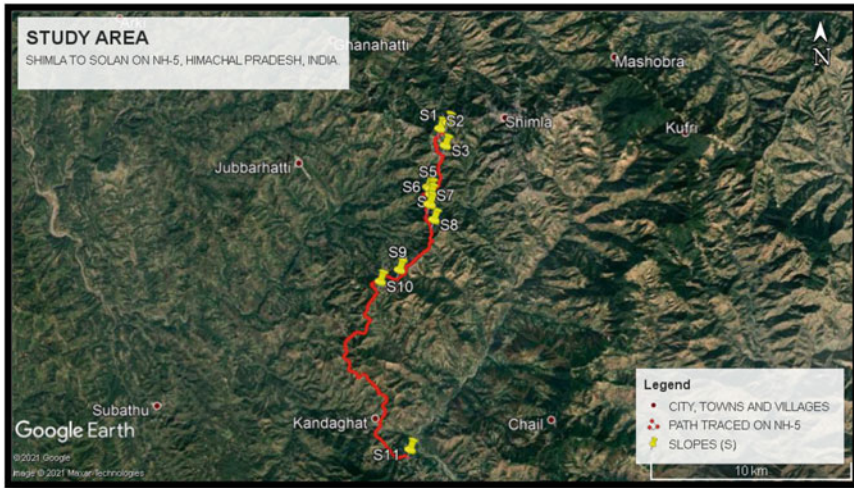 STUDY AREA
SHIMLA TO SOLAN ON NH-5, HIMACHAL PRADESH, INDIA.
Ghanahatti
N
Mashobra
S1
S2
Shimla
Kufri
S3
Jubbarhatti
S5
S6
S7
S8
S9
S10
Legend
CITY, TOWNS AND VILLAGES
PATH TRACED ON NH-5
SLOPES (S)
10 km
Subathu
Kandaghat
Chail
Google Earth
S11
©2021 Google
Image © 2021 Maxar Technologies